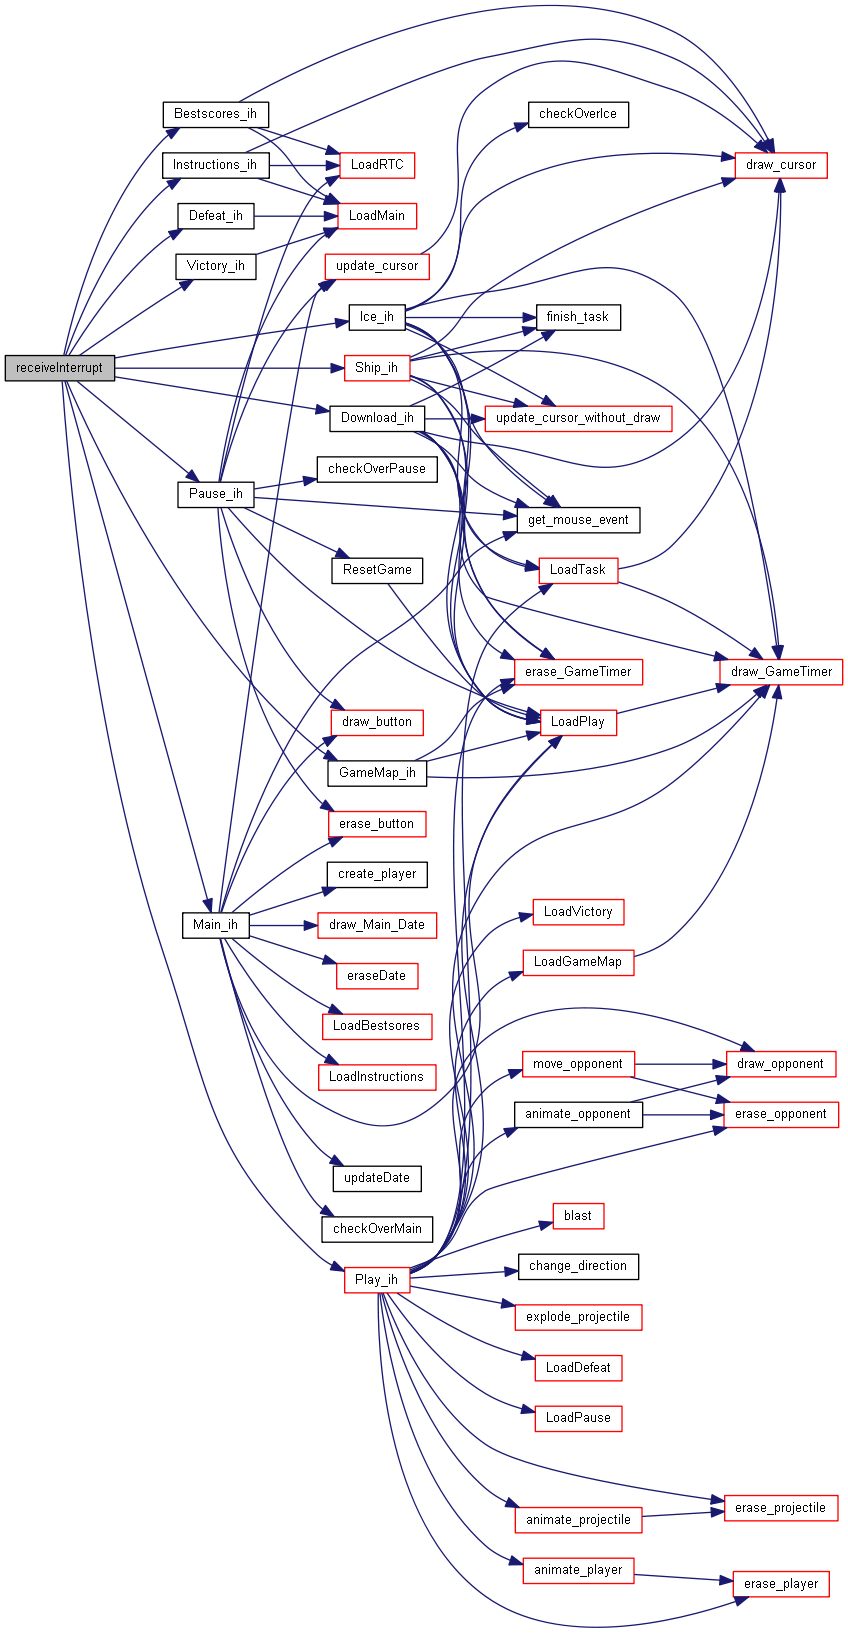 Bestscores_ih
checkOverIce
Instructions_ih
LoadRTC
draw_cursor
Defeat_ih
LoadMain
Victory_ih
update_cursor
Ice_ih
finish_task
receiveInterrupt
Ship_ih
Download_ih
update_cursor_without_draw
checkOverPause
Pause_ih
get_mouse_event
ResetGame
LoadTask
erase_GameTimer
draw_GameTimer
draw_button
LoadPlay
GameMap_ih
erase_button
create_player
LoadVictory
Main_ih
draw_Main_Date
LoadGameMap
eraseDate
LoadBestsores
move_opponent
draw_opponent
LoadInstructions
animate_opponent
erase_opponent
updateDate
blast
checkOverMain
change_direction
Play_ih
explode_projectile
LoadDefeat
LoadPause
erase_projectile
animate_projectile
animate_player
erase_player